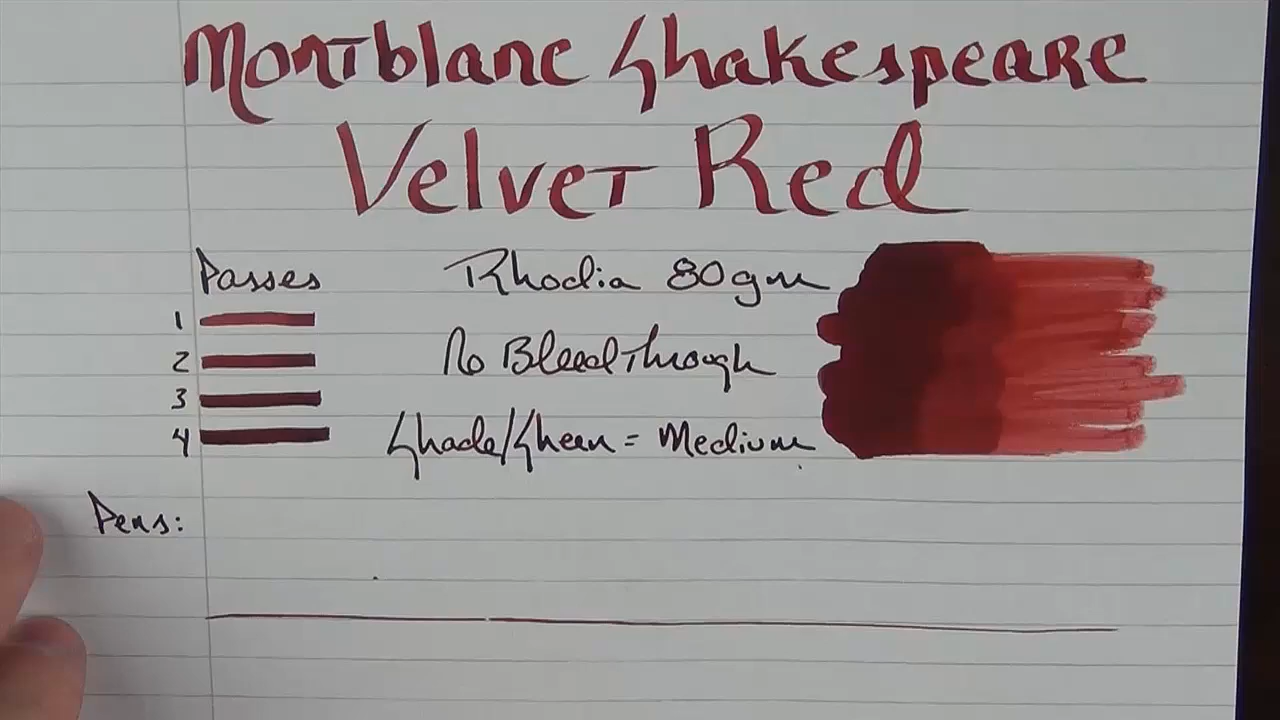 Montblanc Shakespeare
Velvet Red
Passes
Rhodia 80gm
1
2
No Bleedthrough
3
4
Shade/Sheen = Medium
Pens: